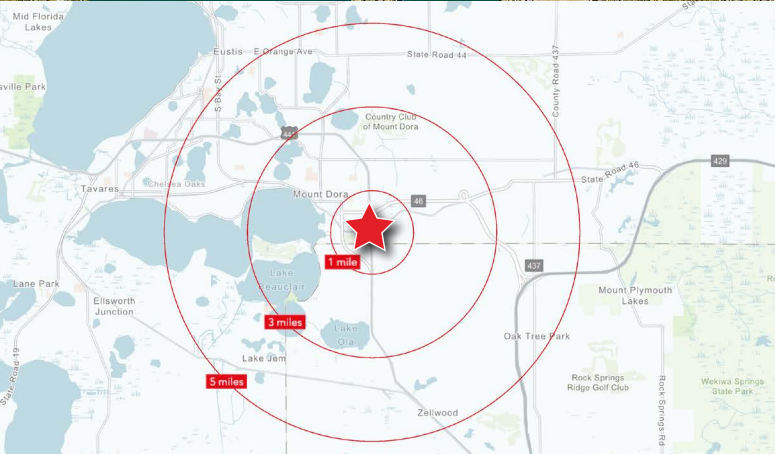 Mid Florida
Lakes
Eustis
E Orange Ave
State Road 44
County Road 437
S Bay St
sville Park
Country Club
of Mount Dora
441
429
State Road 46
Tavares
Chelsea Oaks
Mount Dora
46
1 mile
437
Lake
Beauclair
Lane Park
Ellsworth
Junction
Mount Plymouth
Lakes
3 miles
Lake
Ola
Oak Tree Park
Lake Jem
State Road 19
5 miles
Rock Springs
Ridge Golf Club
Wekiwa Springs
State Park
Rock Springs Rd
Zellwood